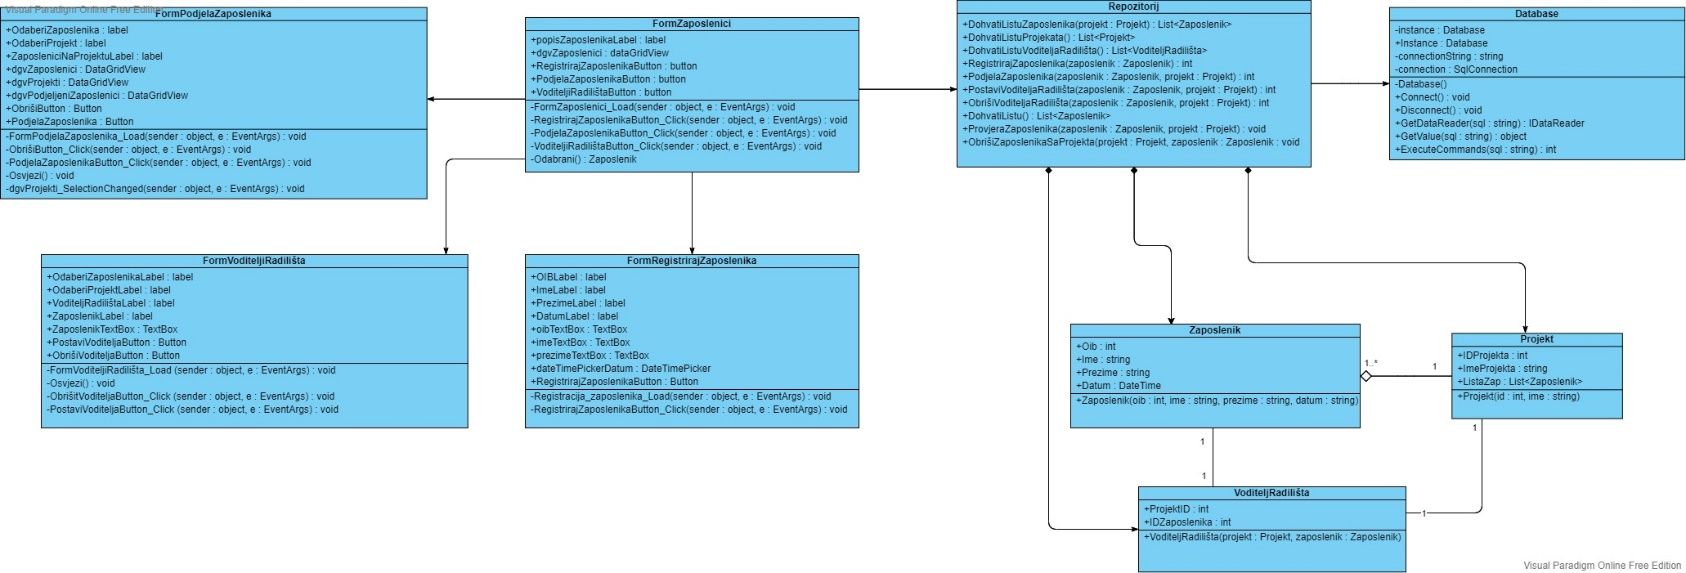 Visual Paradigm Online Free Edition
FormPodjelaZaposlenika
+OdaberiZaposlenika : label
+OdaberiProjekt : label
+ZaposleniciNaProjektuLabel : label
+dgvZaposlenici : DataGridView
+dgvProjekti : DataGridView
+dgvPodjeljeniZaposlenici : DataGridView
+ObrišiButton : Button
+PodjelaZaposlenika : Button
-FormPodjelaZaposlenika_Load(sender : object, e : EventArgs) : void
-ObrišiButton_Click(sender : object, e : EventArgs) : void
-PodjelaZaposlenikaButton_Click(sender : object, e : EventArgs) : void
-Osvjezi() : void
-dgvProjekti_SelectionChanged(sender : object, e : EventArgs) : void
FormZaposlenici
+popisZaposlenikaLabel : label
+dgvZaposlenici : dataGridView
+RegistrirajZaposlenikaButton : button
+PodjelaZaposlenikaButton : button
+VoditeljiRadilištaButton : button
-FormZaposlenici_Load(sender : object, e : EventArgs) : void
-RegistrirajZaposlenikaButton_Click(sender : object, e : EventArgs) : void
-PodjelaZaposlenikaButton_Click(sender : object, e : EventArgs) : void
-VoditeljiRadilištaButton_Click(sender : object, e : EventArgs) : void
-Odabrani() : Zaposlenik
Repozitorij
+DohvatiListuZaposlenika(projekt : Projekt) : List<Zaposlenik>
+DohvatiListuProjekata() : List<Projekt>
+DohvatiListuVoditeljaRadilišta() : List<VoditeljRadilišta>
+RegistrirajZaposlenika(zaposlenik : Zaposlenik) : int
+PodjelaZaposlenika(zaposlenik : Zaposlenik, projekt : Projekt) : int
+PostaviVoditeljaRadilišta(zaposlenik : Zaposlenik, projekt : Projekt) : int
+ObrišiVoditeljaRadilišta(zaposlenik : Zaposlenik, projekt : Projekt) : int
+DohvatiListu() : List<Zaposlenik>
+ProvjeraZaposlenika(zaposlenik : Zaposlenik, projekt : Projekt) : void
+ObrišiZaposlenikaSaProjekta(projekt : Projekt, zaposlenik : Zaposlenik : void
Database
-instance : Database
+Instance : Database
-connectionString : string
-connection : SqlConnection
-Database()
+Connect() : void
+Disconnect() : void
+GetDataReader(sql : string) : IDataReader
+GetValue(sql : string) : object
+ExecuteCommands(sql : string) : int
FormVoditeljiRadilišta
+OdaberiZaposlenikaLabel : label
+OdaberiProjektLabel : label
+VoditeljRadilištaLabel : label
+ZaposlenikLabel : label
+ZaposlenikTextBox : TextBox
+PostaviVoditeljaButton : Button
+ObrišiVoditeljaButton : Button
-FormVoditeljiRadilišta_Load (sender : object, e : EventArgs) : void
-Osvjezi() : void
-ObrišitVoditeljaButton_Click (sender : object, e : EventArgs) : void
-PostaviVoditeljaButton_Click (sender : object, e : EventArgs) : void
FormRegistrirajZaposlenika
+OIBLabel : label
+ImeLabel : label
+PrezimeLabel : label
+DatumLabel : label
+oibTextBox : TextBox
+imeTextBox : TextBox
+prezimeTextBox : TextBox
+dateTimePickerDatum : DateTimePicker
+RegistrirajZaposlenikaButton : Button
-Registracija_zaposlenika_Load(sender : object, e : EventArgs) : void
-RegistrirajZaposlenikaButton_Click(sender : object, e : EventArgs) : void
Zaposlenik
+Oib : int
+Ime : string
+Prezime : string
+Datum : DateTime
+Zaposlenik(oib : int, ime : string, prezime : string, datum : string)
1..*
1
Projekt
+IDProjekta : int
+ImeProjekta : string
+ListaZap : List<Zaposlenik>
+Projekt(id : int, ime : string)
1
1
1
1
VoditeljRadilišta
+ProjektID : int
+IDZaposlenika : int
+VoditeljRadilišta(projekt : Projekt, zaposlenik : Zaposlenik)
Visual Paradigm Online Free Edition